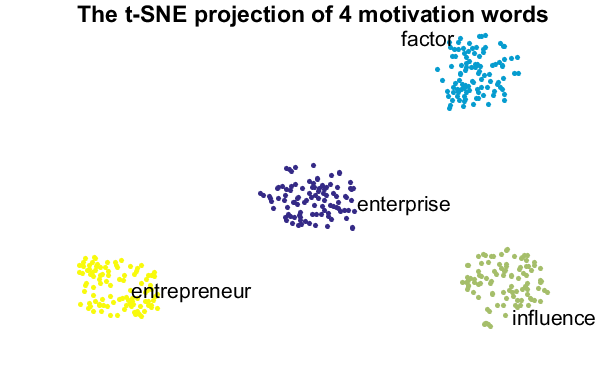 The t-SNE projection of 4 motivation words
factor
enterprise
entrepreneur
influence